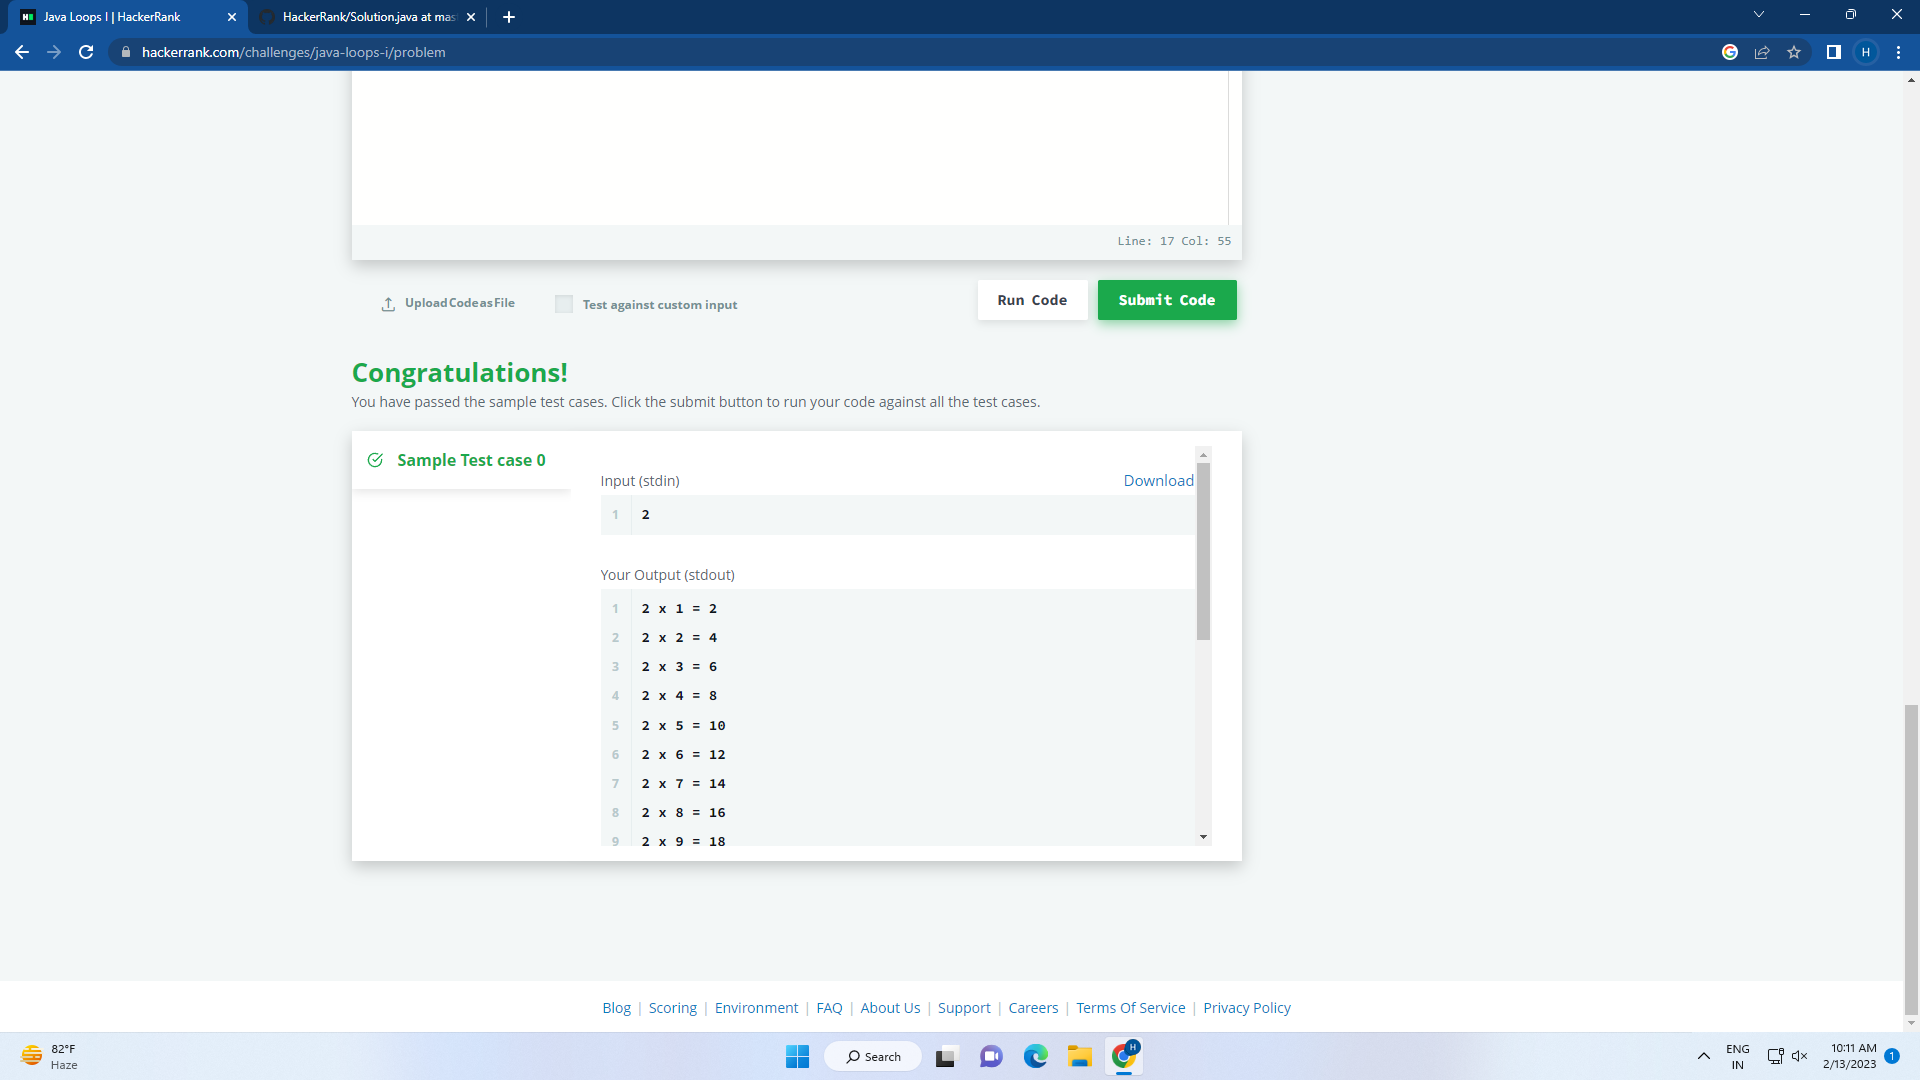 Java Loops I | HackerRank
HackerRank/Solution.java at mas
hackerrank.com/challenges/java-loops-i/problem
H
Line: 17 Col: 55
Upload Code as File
Test against custom input
Run Code
Submit Code
Congratulations!
You have passed the sample test cases. Click the submit button to run your code against all the test cases.
Sample Test case 0
Input (stdin)
Download
1 2
Your Output (stdout)
1 2 x 1 = 2
2 2 x 2 = 4
3 2 x 3 = 6
4 2 x 4 = 8
5 2 x 5 = 10
6 2 x 6 = 12
7 2 x 7 = 14
8 2 x 8 = 16
9 2 x 9 = 18
Blog | Scoring | Environment | FAQ | About Us | Support | Careers | Terms Of Service | Privacy Policy
82°F
Haze
Search
H
ENG
IN
10:11 AM
2/13/2023
1